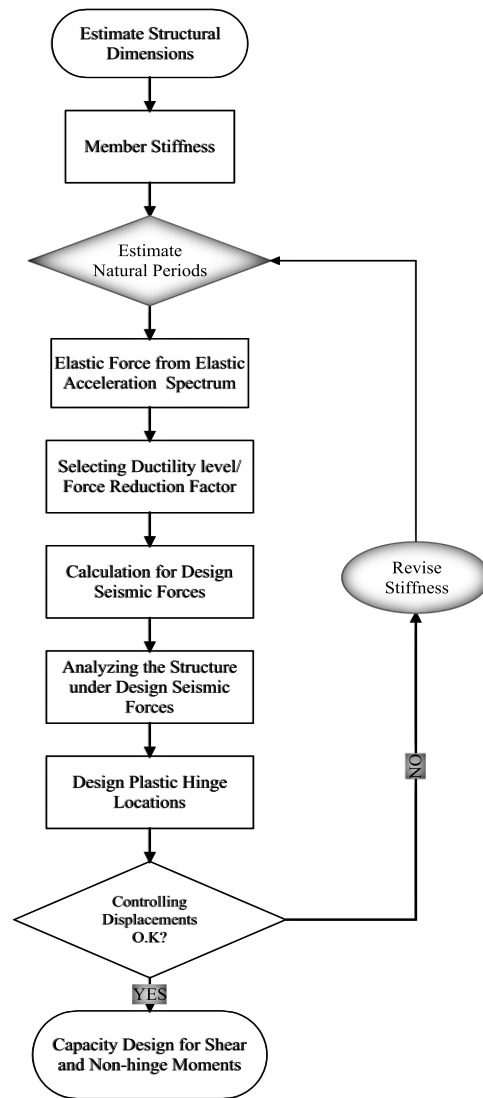 Estimate Structural
Dimensions
Member Stiffness
Estimate
Natural Periods
Elastic Force from Elastic
Acceleration Spectrum
Selecting Ductility level/
Force Reduction Factor
Calculation for Design
Seismic Forces
Revise
Stiffness
Analyzing the Structure
under Design Seismic
Forces
Design Plastic Hinge
Locations
NO
Controlling
Displacements
O.K?
YES
Capacity Design for Shear
and Non-hinge Moments